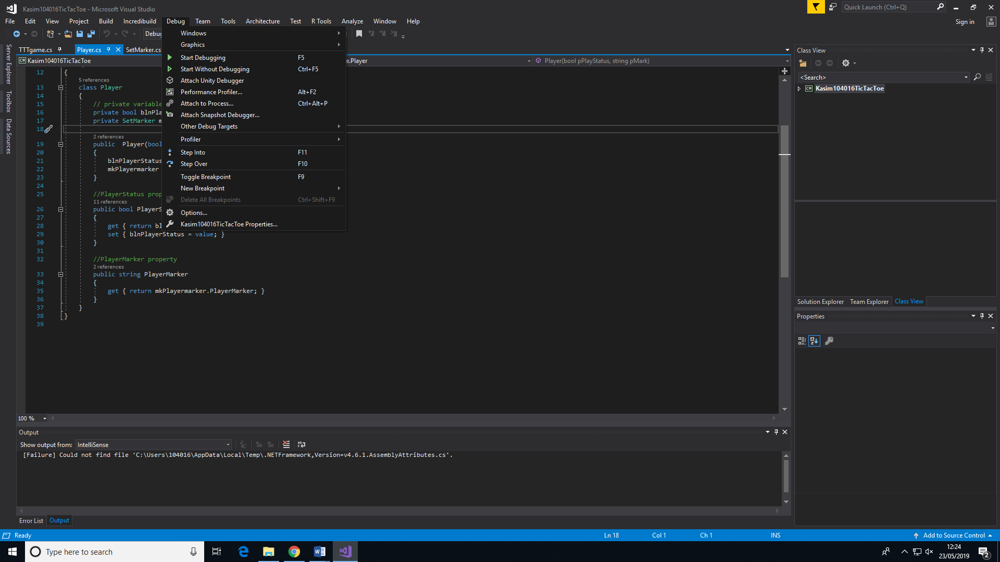 Kasim104016TicTacToe - Microsoft Visual Studio
Quick Launch (Ctrl+Q)
File Edit View Project Build Incredibuild Debug Team Tools Architecture Test R Tools Analyze Window Help
Sign in
Debug
Windows
Graphics
Start Debugging F5
Start Without Debugging Ctrl+F5
Attach Unity Debugger
Performance Profiler... Alt+F2
Attach to Process... Ctrl+Alt+P
Attach Snapshot Debugger...
Other Debug Targets
Profiler
Step Into F11
Step Over F10
Toggle Breakpoint F9
New Breakpoint
Delete All Breakpoints Ctrl+Shift+F9
Options...
Kasim104016TicTacToe Properties...
Server Explorer
Toolbox
Data Sources
TTTgame.cs Player.cs SetMarker.cs
C# Kasim104016TicTacToe e.Player Player(bool pPlayStatus, string pMark)
12 {
5 references
13 class Player
14 {
15 // private variable
16 private bool blnPla
17 private SetMarker m
18
2 references
19 public Player(bool
20 {
21 blnPlayerStatus
22 mkPlayermarker
23 }
24
25 //PlayerStatus prop
11 references
26 public bool PlayerS
27 {
28 get { return bl
29 set { blnPlayerStatus = value; }
30 }
31
32 //PlayerMarker property
2 references
33 public string PlayerMarker
34 {
35 get { return mkPlayermarker.PlayerMarker; }
36 }
37 }
38 }
39
100 %
Output
Show output from: IntelliSense
[Failure] Could not find file 'C:\Users\104016\AppData\Local\Temp\.NETFramework,Version=v4.6.1.AssemblyAttributes.cs'.
Error List Output
Class View
<Search>
C# Kasim104016TicTacToe
Solution Explorer Team Explorer Class View
Properties
Ready Ln 18 Col 1 Ch 1 INS Add to Source Control
Type here to search
12:24
23/05/2019
2